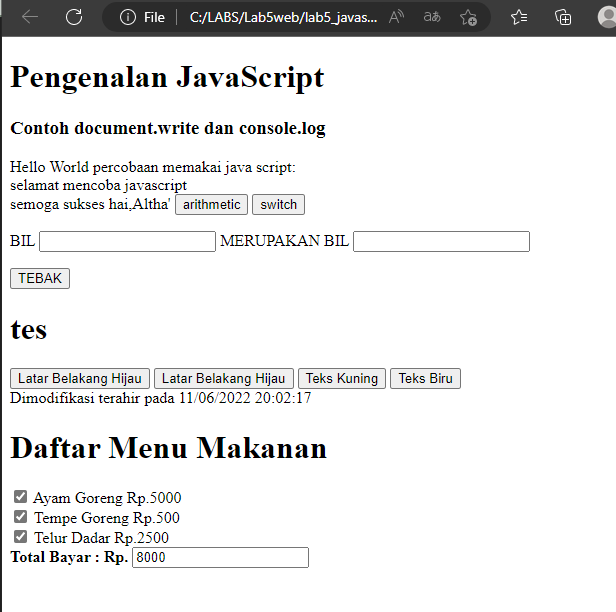 File C:/LABS/Lab5web/lab5_javas... A aあ
Pengenalan JavaScript
Contoh document.write dan console.log
Hello World percobaan memakai java script:
selamat mencoba javascript
semoga sukses hai,Altha' arithmetic switch
BIL MERUPAKAN BIL
TEBAK
tes
Latar Belakang Hijau Latar Belakang Hijau Teks Kuning Teks Biru
Dimodifikasi terahir pada 11/06/2022 20:02:17
Daftar Menu Makanan
Ayam Goreng Rp.5000
Tempe Goreng Rp.500
Telur Dadar Rp.2500
Total Bayar : Rp. 8000